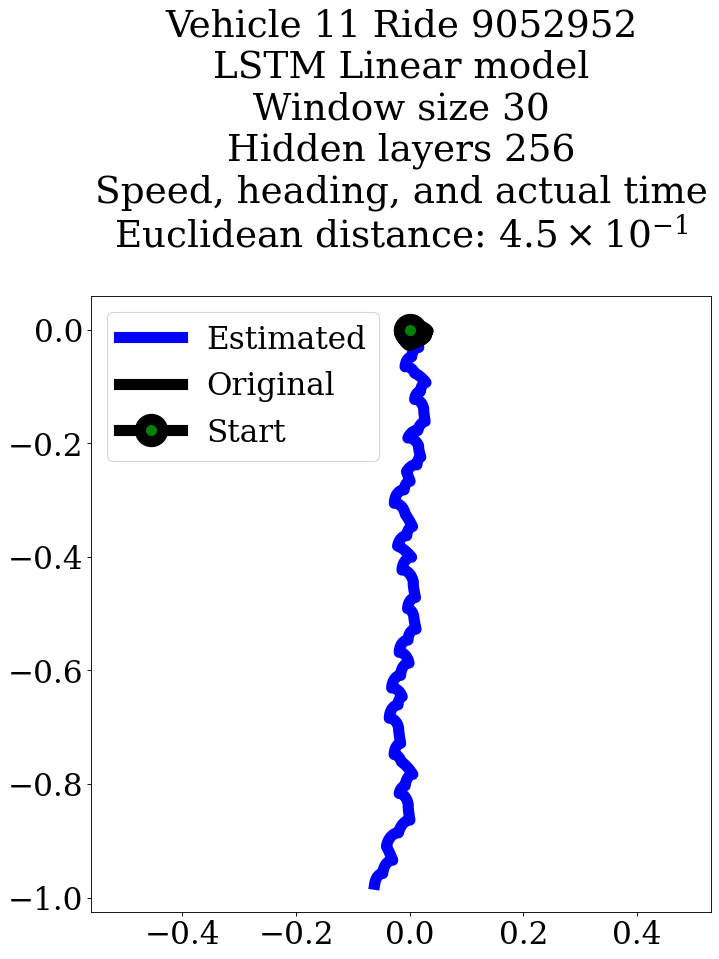 Vehicle 11 Ride 9052952
LSTM Linear model
Window size 30
Hidden layers 256
Speed, heading, and actual time
Euclidean distance: 4.5 × 10⁻¹
Estimated
Original
Start
0.0
−0.2
−0.4
−0.6
−0.8
−1.0
−0.4 −0.2 0.0 0.2 0.4